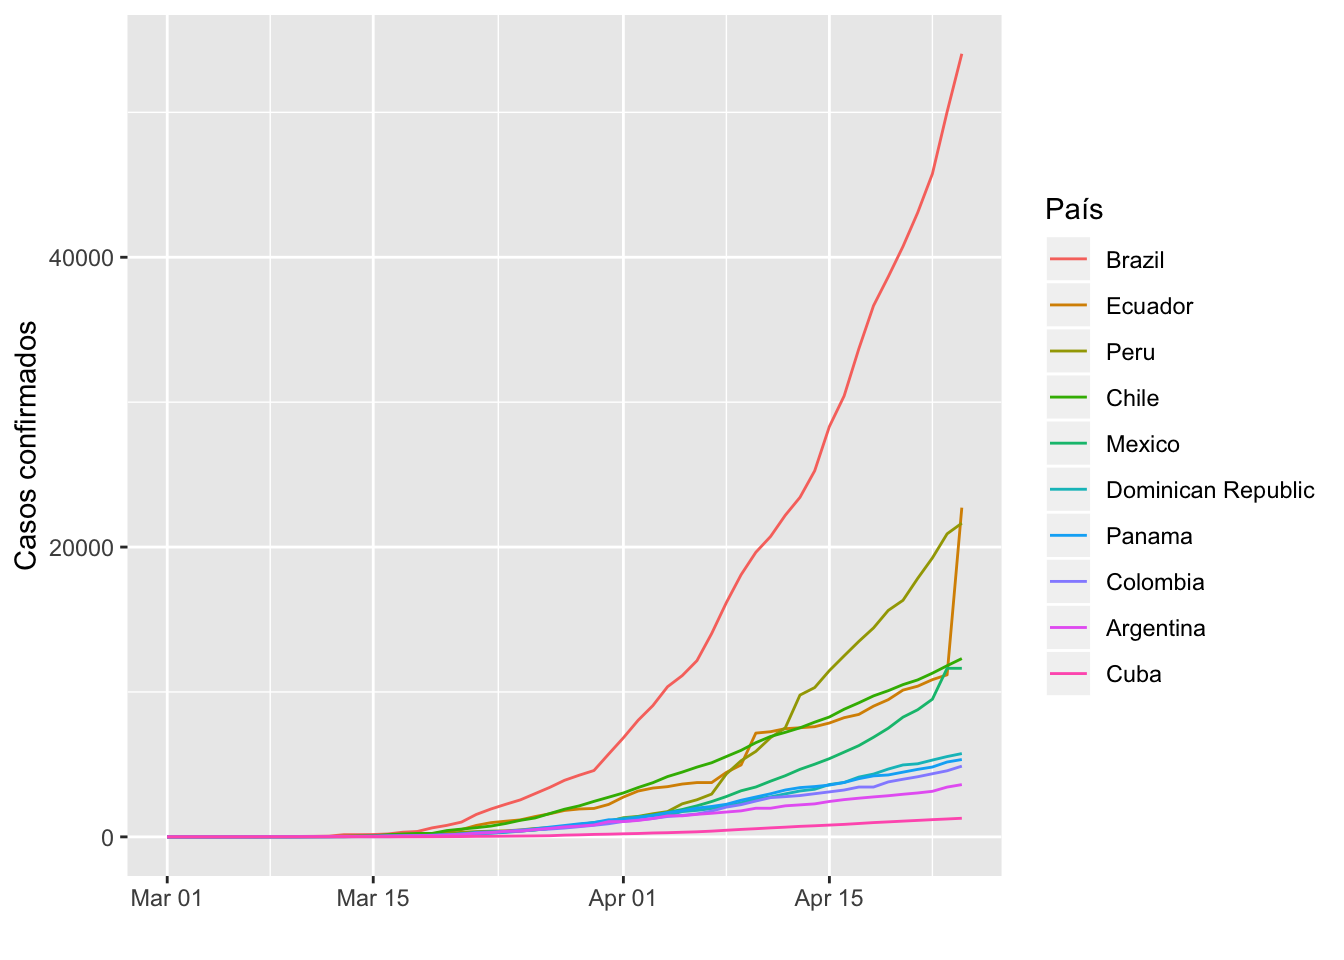 Casos confirmados
40000
20000
0
Mar 01
Mar 15
Apr 01
Apr 15
País
Brazil
Ecuador
Peru
Chile
Mexico
Dominican Republic
Panama
Colombia
Argentina
Cuba